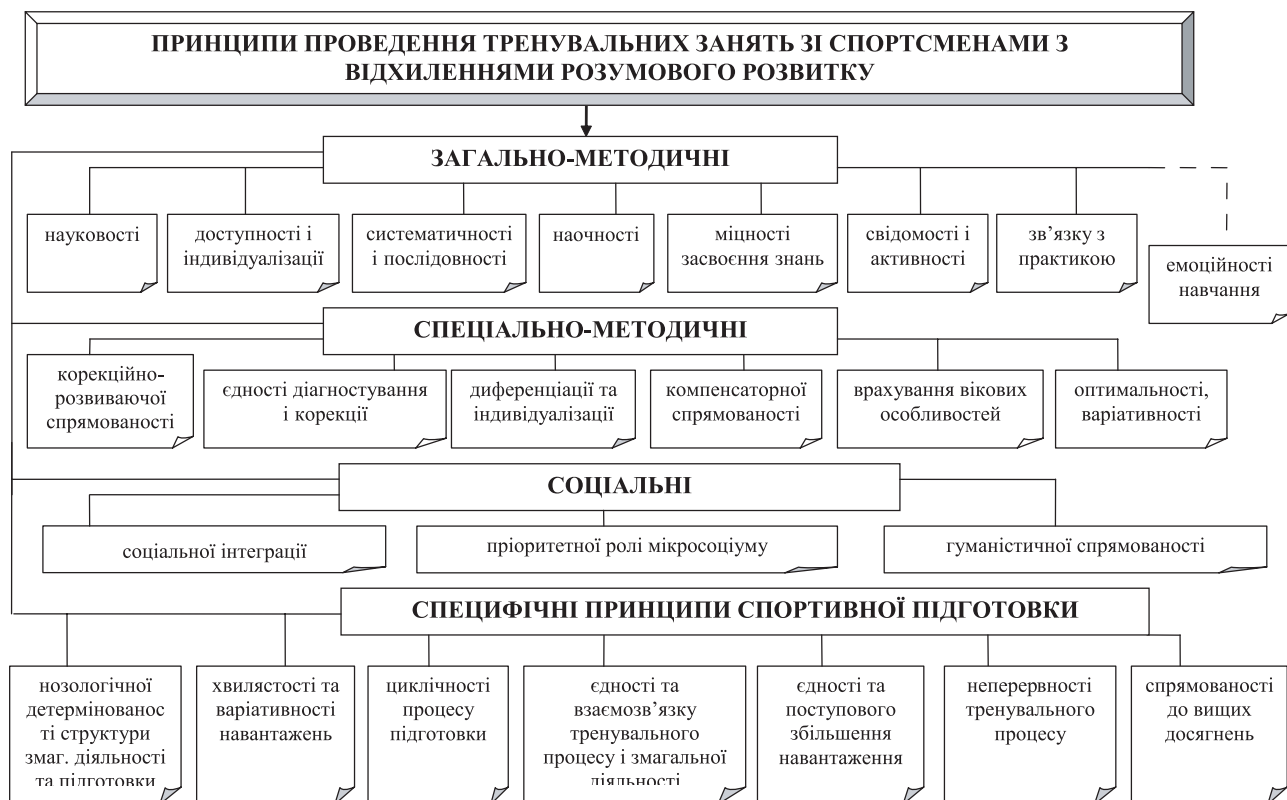 ПРИНЦИПИ ПРОВЕДЕННЯ ТРЕНУВАЛЬНИХ ЗАНЯТЬ ЗІ СПОРТСМЕНАМИ З
ВІДХИЛЕННЯМИ РОЗУМОВОГО РОЗВИТКУ
ЗАГАЛЬНО-МЕТОДИЧНІ
науковості
доступності і
індивідуалізації
систематичності
і послідовності
наочності
міцності
засвоєння знань
свідомості і
активності
зв’язку з
практикою
емоційності
навчання
СПЕЦІАЛЬНО-МЕТОДИЧНІ
корекційно-
розвиваючої
спрямованості
єдності діагностування
і корекції
диференціації та
індивідуалізації
компенсаторної
спрямованості
врахування вікових
особливостей
оптимальності,
варіативності
СОЦІАЛЬНІ
соціальної інтеграції
пріоритетної ролі мікросоціуму
гуманістичної спрямованості
СПЕЦИФІЧНІ ПРИНЦИПИ СПОРТИВНОЇ ПІДГОТОВКИ
нозологічної
детермінованос
ті структури
змаг. діяльності
та підготовки
хвилястості та
варіативності
навантажень
циклічності
процесу
підготовки
єдності та
взаємозв’язку
тренувального
процесу і змагальної
діяльності
єдності та
поступового
збільшення
навантаження
неперервності
тренувального
процесу
спрямованості
до вищих
досягнень